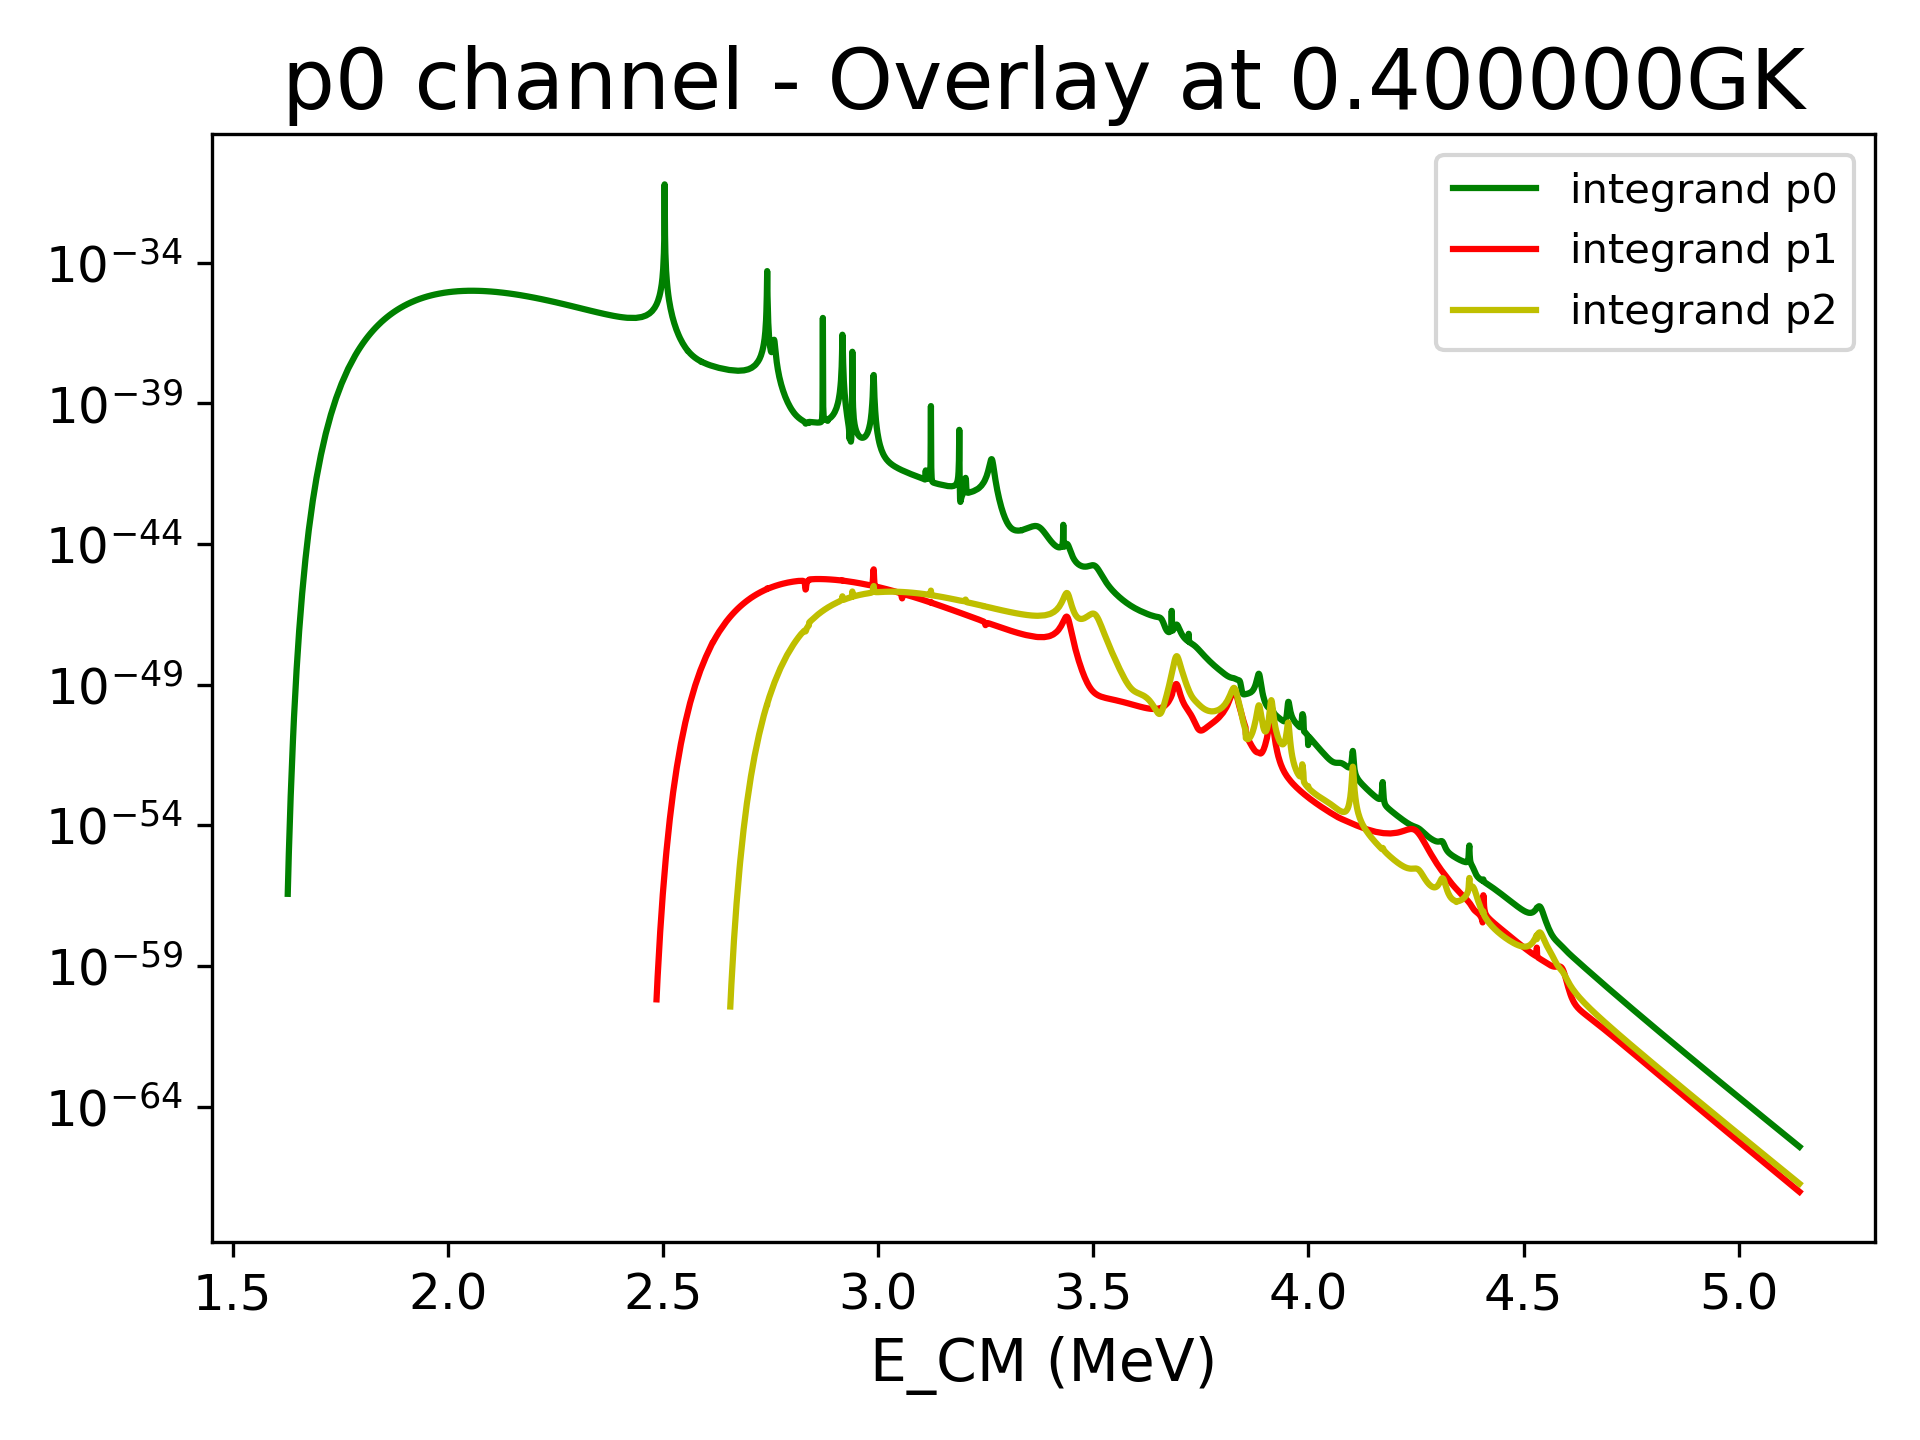 p0 channel - Overlay at 0.400000GK
integrand p0
integrand p1
integrand p2
10⁻³⁴
10⁻³⁹
10⁻⁴⁴
10⁻⁴⁹
10⁻⁵⁴
10⁻⁵⁹
10⁻⁶⁴
1.5 2.0 2.5 3.0 3.5 4.0 4.5 5.0
E_CM (MeV)